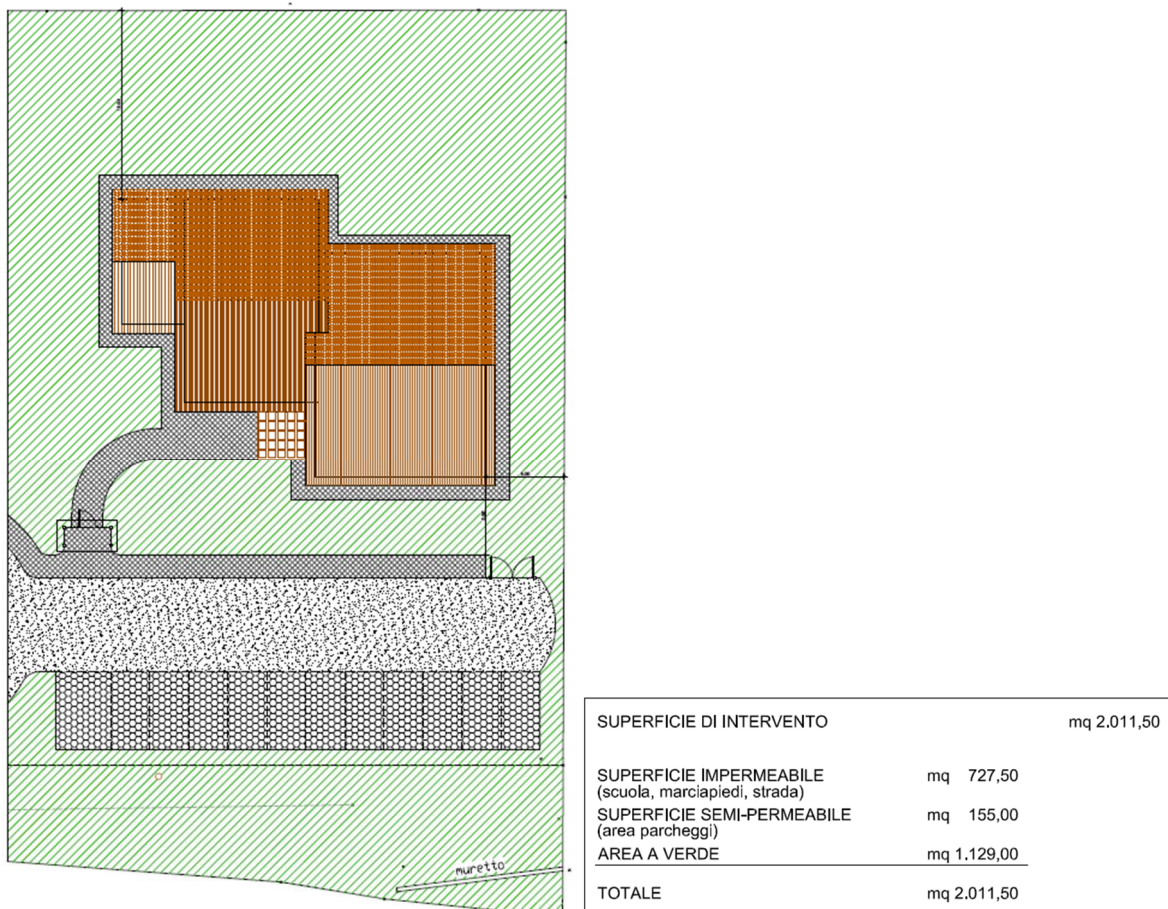 muretto
SUPERFICIE DI INTERVENTO mq 2.011,50
SUPERFICIE IMPERMEABILE mq 727,50
(scuola, marciapiedi, strada)
SUPERFICIE SEMI-PERMEABILE mq 155,00
(area parcheggi)
AREA A VERDE mq 1.129,00
TOTALE mq 2.011,50